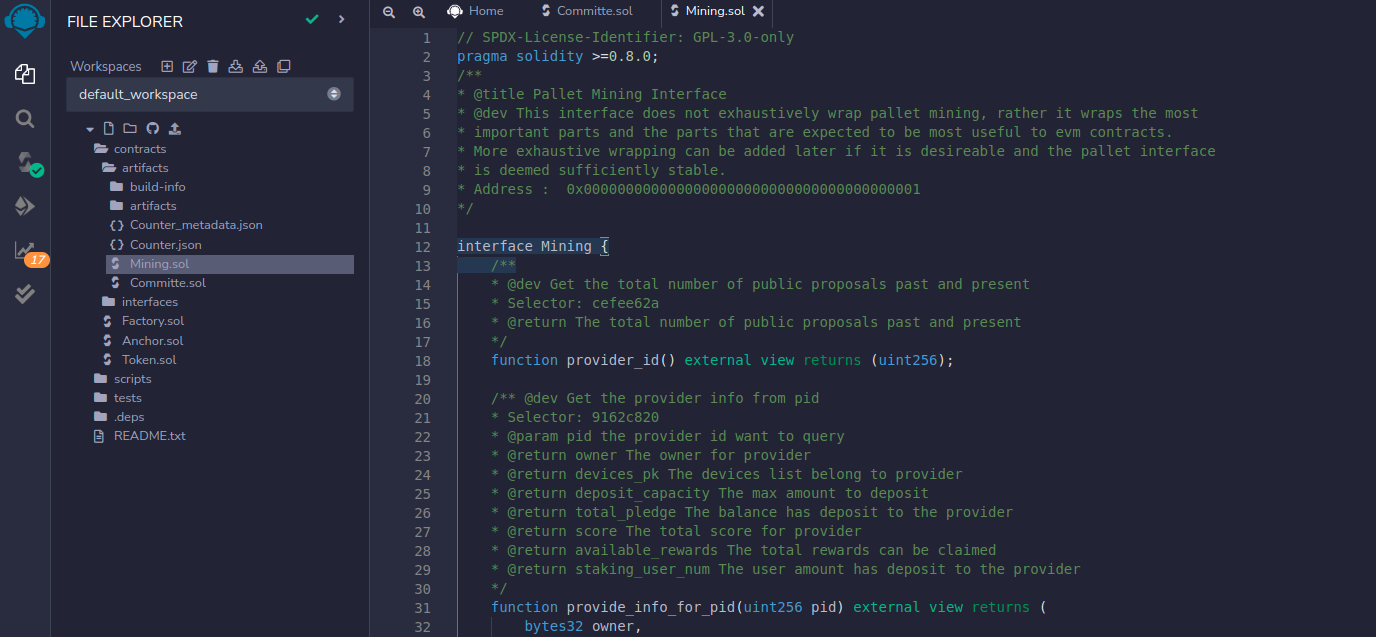 FILE EXPLORER
Workspaces
default_workspace
contracts
artifacts
build-info
artifacts
Counter_metadata.json
Counter.json
Mining.sol
Committe.sol
interfaces
Factory.sol
Anchor.sol
Token.sol
scripts
tests
.deps
README.txt
17
Home
Committe.sol
Mining.sol
1 // SPDX-License-Identifier: GPL-3.0-only
2 pragma solidity >=0.8.0;
3 /**
4 * @title Pallet Mining Interface
5 * @dev This interface does not exhaustively wrap pallet mining, rather it wraps the most
6 * important parts and the parts that are expected to be most useful to evm contracts.
7 * More exhaustive wrapping can be added later if it is desireable and the pallet interface
8 * is deemed sufficiently stable.
9 * Address :  0x0000000000000000000000000000000000000001
10 */
11
12 interface Mining {
13 /**
14 * @dev Get the total number of public proposals past and present
15 * Selector: cefee62a
16 * @return The total number of public proposals past and present
17 */
18 function provider_id() external view returns (uint256);
19
20 /** @dev Get the provider info from pid
21 * Selector: 9162c820
22 * @param pid the provider id want to query
23 * @return owner The owner for provider
24 * @return devices_pk The devices list belong to provider
25 * @return deposit_capacity The max amount to deposit
26 * @return total_pledge The balance has deposit to the provider
27 * @return score The total score for provider
28 * @return available_rewards The total rewards can be claimed
29 * @return staking_user_num The user amount has deposit to the provider
30 */
31 function provide_info_for_pid(uint256 pid) external view returns (
32 bytes32 owner,